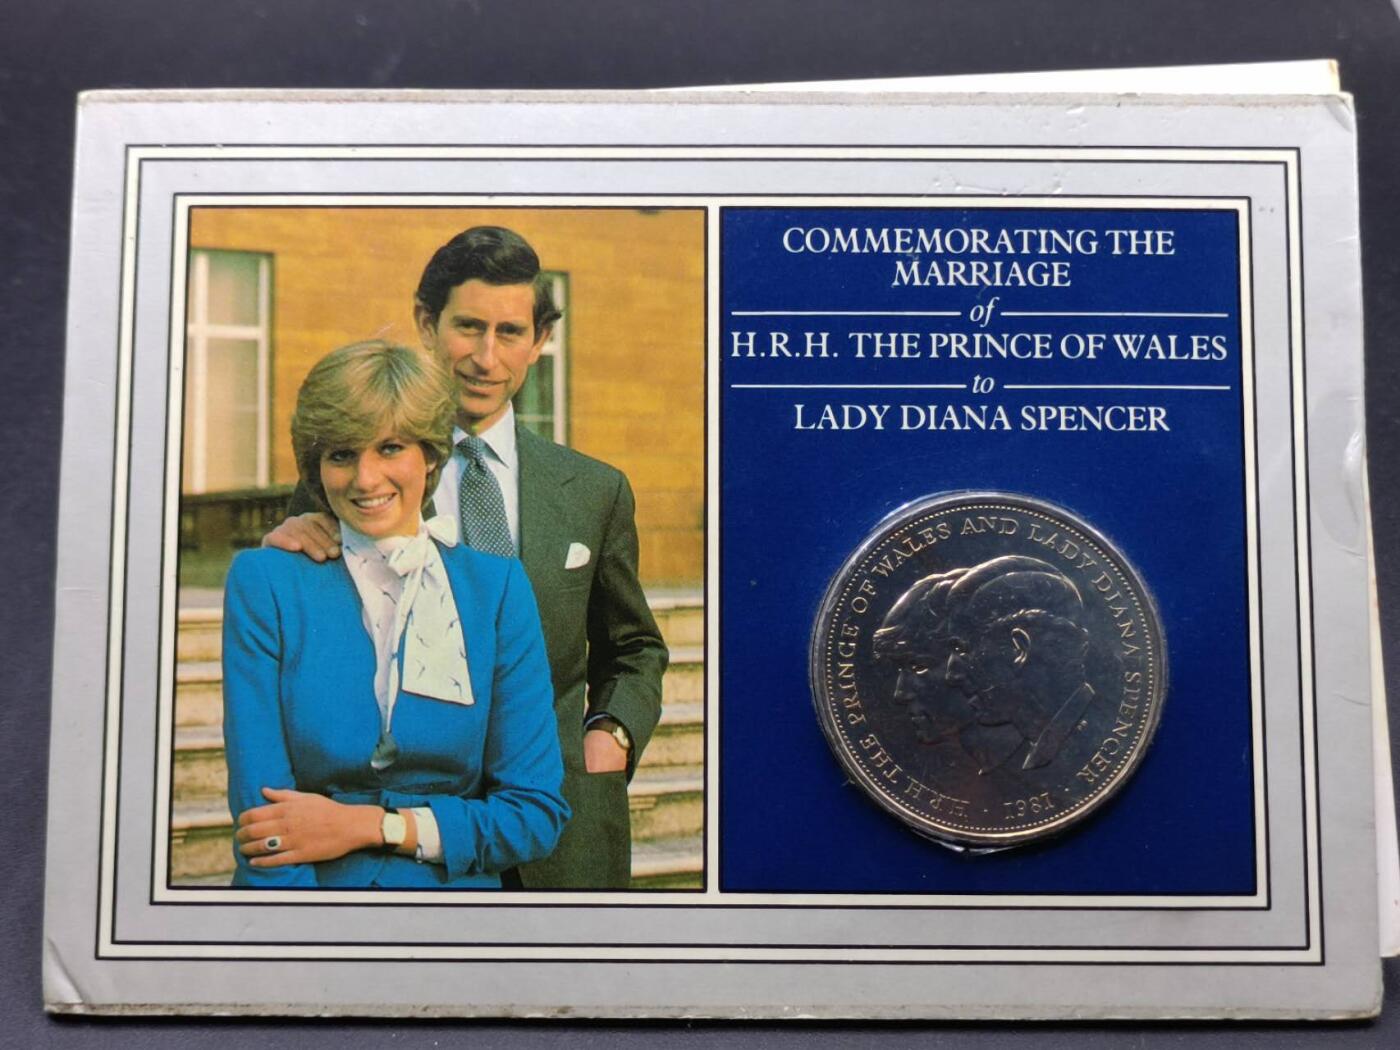 COMMEMORATING THE
MARRIAGE
of
H.R.H. THE PRINCE OF WALES
to
LADY DIANA SPENCER
H.R.H THE PRINCE OF WALES AND LADY DIANA SPENCER · 1981 ·